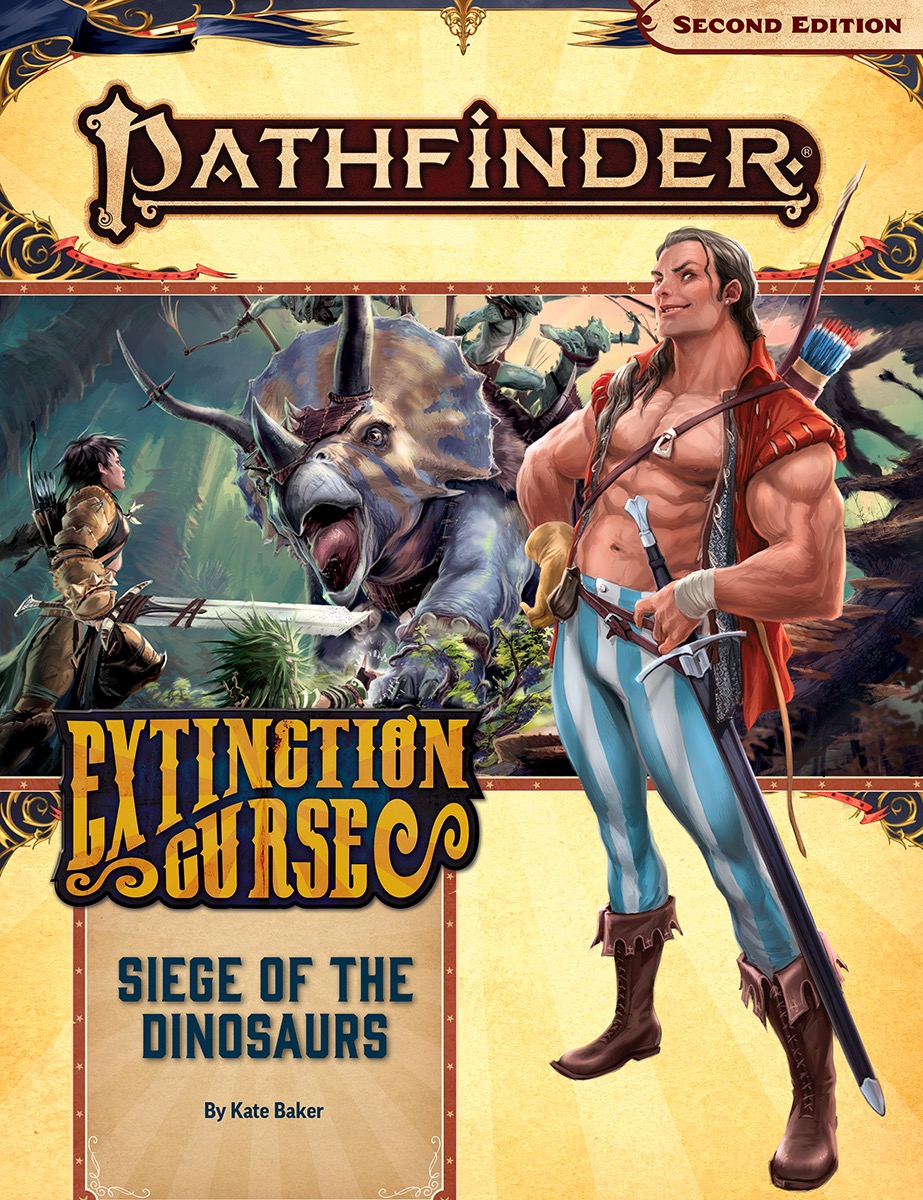 SECOND EDITION
PATHFINDER®
EXTINCTION
CURSE
SIEGE OF THE
DINOSAURS
By Kate Baker